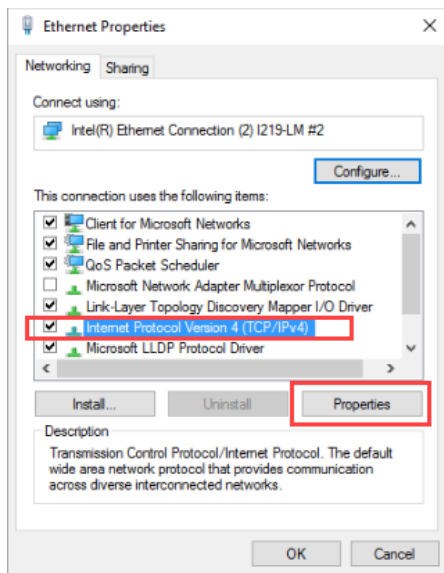 Ethernet Properties
Networking
Sharing
Connect using:
Intel(R) Ethernet Connection (2) I219-LM #2
Configure...
This connection uses the following items:
Client for Microsoft Networks
File and Printer Sharing for Microsoft Networks
QoS Packet Scheduler
Microsoft Network Adapter Multiplexor Protocol
Link-Layer Topology Discovery Mapper I/O Driver
Internet Protocol Version 4 (TCP/IPv4)
Microsoft LLDP Protocol Driver
Install...
Uninstall
Properties
Description
Transmission Control Protocol/Internet Protocol. The default
wide area network protocol that provides communication
across diverse interconnected networks.
OK
Cancel